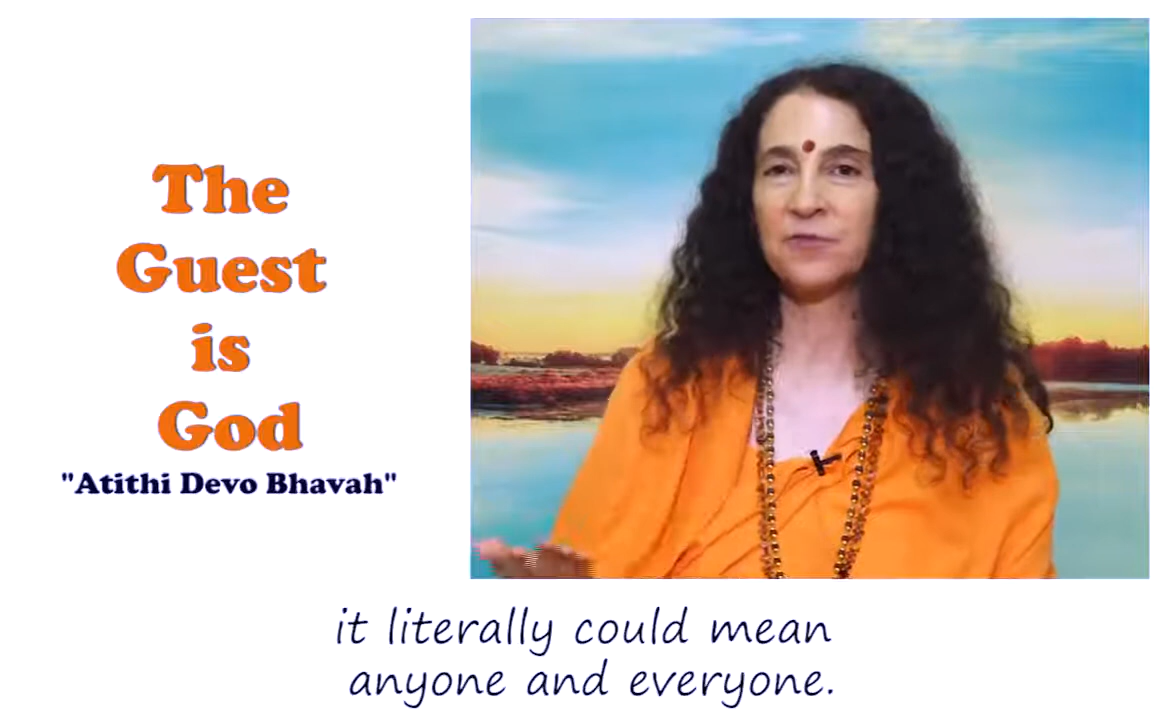 The
Guest
is
God
"Atithi Devo Bhavah"
it literally could mean
anyone and everyone.